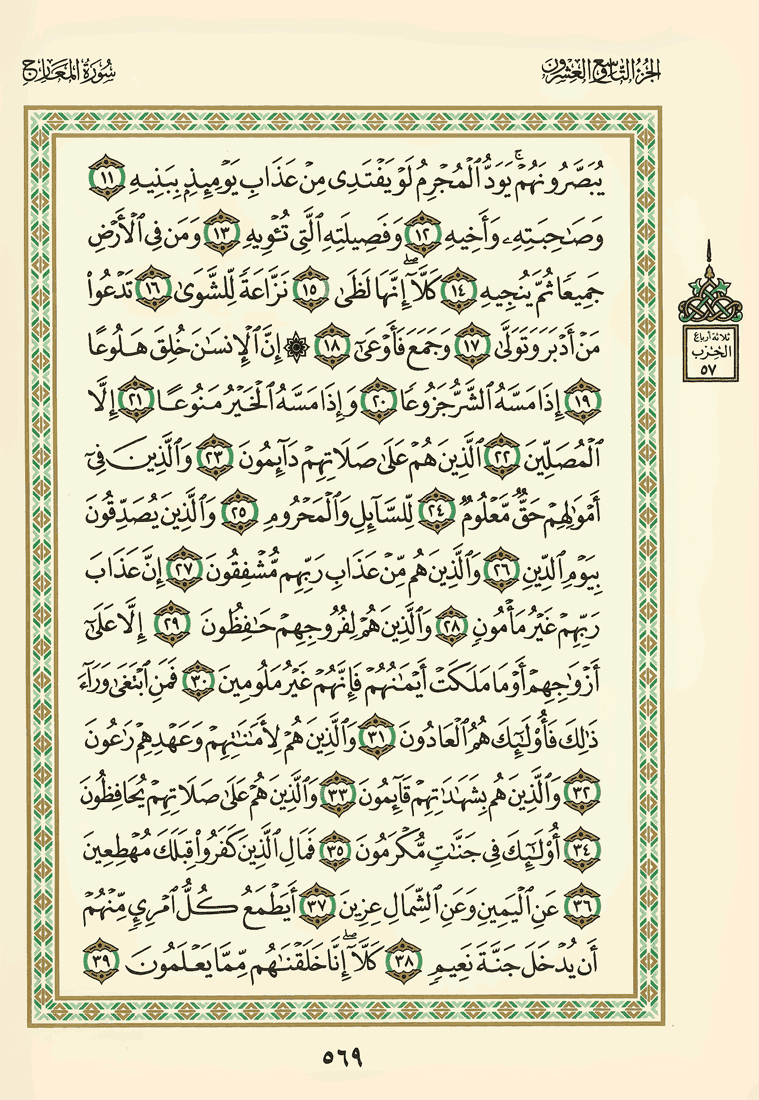 الجزء التاسع والعشرون
سورة المعارج
يُبَصَّرُونَهُمْ ۚ يَوَدُّ ٱلْمُجْرِمُ لَوْ يَفْتَدِى مِنْ عَذَابِ يَوْمِئِذٍۭ بِبَنِيهِ ١١
وَصَٰحِبَتِهِۦ وَأَخِيهِ ١٢ وَفَصِيلَتِهِ ٱلَّتِى تُـْٔوِيهِ ١٣ وَمَن فِى ٱلْأَرْضِ
جَمِيعًا ثُمَّ يُنجِيهِ ١٤ كَلَّآ ۖ إِنَّهَا لَظَىٰ ١٥ نَزَّاعَةً لِّلشَّوَىٰ ١٦ تَدْعُوا۟
مَنْ أَدْبَرَ وَتَوَلَّىٰ ١٧ وَجَمَعَ فَأَوْعَىٰٓ ١٨ ۞ إِنَّ ٱلْإِنسَٰنَ خُلِقَ هَلُوعًا
١٩ إِذَا مَسَّهُ ٱلشَّرُّ جَزُوعًا ٢٠ وَإِذَا مَسَّهُ ٱلْخَيْرُ مَنُوعًا ٢١ إِلَّا
ٱلْمُصَلِّينَ ٢٢ ٱلَّذِينَ هُمْ عَلَىٰ صَلَاتِهِمْ دَآئِمُونَ ٢٣ وَٱلَّذِينَ فِىٓ
أَمْوَٰلِهِمْ حَقٌّ مَّعْلُومٌ ٢٤ لِّلسَّآئِلِ وَٱلْمَحْرُومِ ٢٥ وَٱلَّذِينَ يُصَدِّقُونَ
بِيَوْمِ ٱلدِّينِ ٢٦ وَٱلَّذِينَ هُم مِّنْ عَذَابِ رَبِّهِم مُّشْفِقُونَ ٢٧ إِنَّ عَذَابَ
رَبِّهِمْ غَيْرُ مَأْمُونٍ ٢٨ وَٱلَّذِينَ هُمْ لِفُرُوجِهِمْ حَٰفِظُونَ ٢٩ إِلَّا عَلَىٰٓ
أَزْوَٰجِهِمْ أَوْ مَا مَلَكَتْ أَيْمَٰنُهُمْ فَإِنَّهُمْ غَيْرُ مَلُومِينَ ٣٠ فَمَنِ ٱبْتَغَىٰ وَرَآءَ
ذَٰلِكَ فَأُو۟لَٰٓئِكَ هُمُ ٱلْعَادُونَ ٣١ وَٱلَّذِينَ هُمْ لِأَمَٰنَٰتِهِمْ وَعَهْدِهِمْ رَٰعُونَ
٣٢ وَٱلَّذِينَ هُم بِشَهَٰدَٰتِهِمْ قَآئِمُونَ ٣٣ وَٱلَّذِينَ هُمْ عَلَىٰ صَلَاتِهِمْ يُحَافِظُونَ
٣٤ أُو۟لَٰٓئِكَ فِى جَنَّٰتٍ مُّكْرَمُونَ ٣٥ فَمَالِ ٱلَّذِينَ كَفَرُوا۟ قِبَلَكَ مُهْطِعِينَ
٣٦ عَنِ ٱلْيَمِينِ وَعَنِ ٱلشِّمَالِ عِزِينَ ٣٧ أَيَطْمَعُ كُلُّ ٱمْرِئٍ مِّنْهُمْ
أَن يُدْخَلَ جَنَّةَ نَعِيمٍ ٣٨ كَلَّآ ۖ إِنَّا خَلَقْنَٰهُم مِّمَّا يَعْلَمُونَ ٣٩
ثلاثة أرباع
الحزب
٥٧
٥٦٩